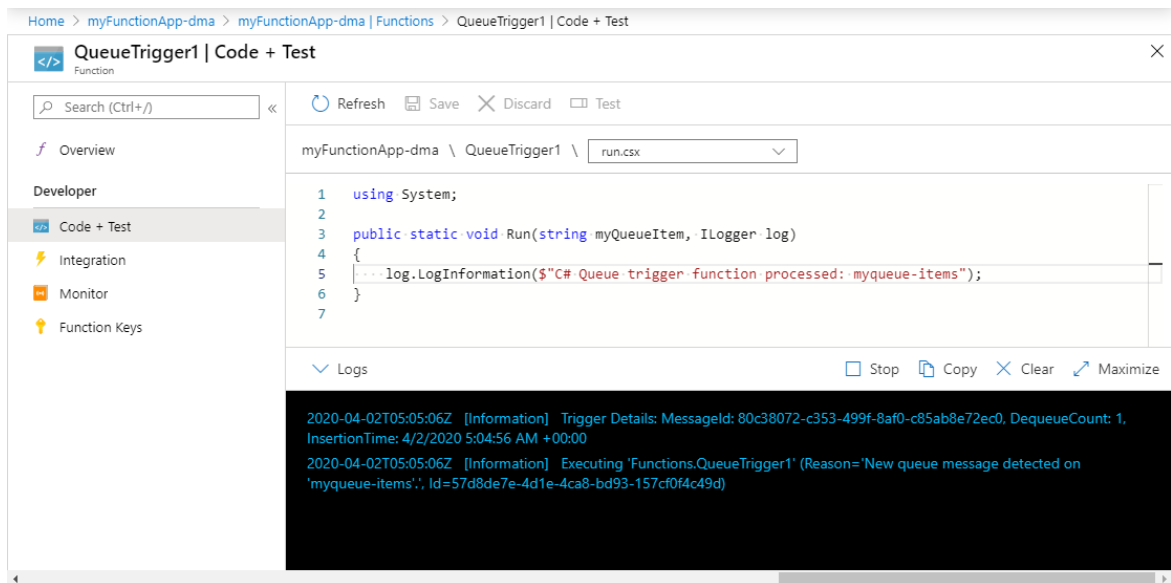 Home > myFunctionApp-dma > myFunctionApp-dma | Functions > QueueTrigger1 | Code + Test
QueueTrigger1 | Code + Test
Function
Search (Ctrl+/)
Refresh Save Discard Test
Overview
myFunctionApp-dma \ QueueTrigger1 \ run.csx
Developer
Code + Test
Integration
Monitor
Function Keys
1 using System;
2
3 public static void Run(string myQueueItem, ILogger log)
4 {
5 log.LogInformation($"C# Queue trigger function processed: myqueue-items");
6 }
7
Logs Stop Copy Clear Maximize
2020-04-02T05:05:06Z [Information] Trigger Details: MessageId: 80c38072-c353-499f-8af0-c85ab8e72ec0, DequeueCount: 1,
InsertionTime: 4/2/2020 5:04:56 AM +00:00
2020-04-02T05:05:06Z [Information] Executing 'Functions.QueueTrigger1' (Reason='New queue message detected on
'myqueue-items'.', Id=57d8de7e-4d1e-4ca8-bd93-157cf0f4c49d)